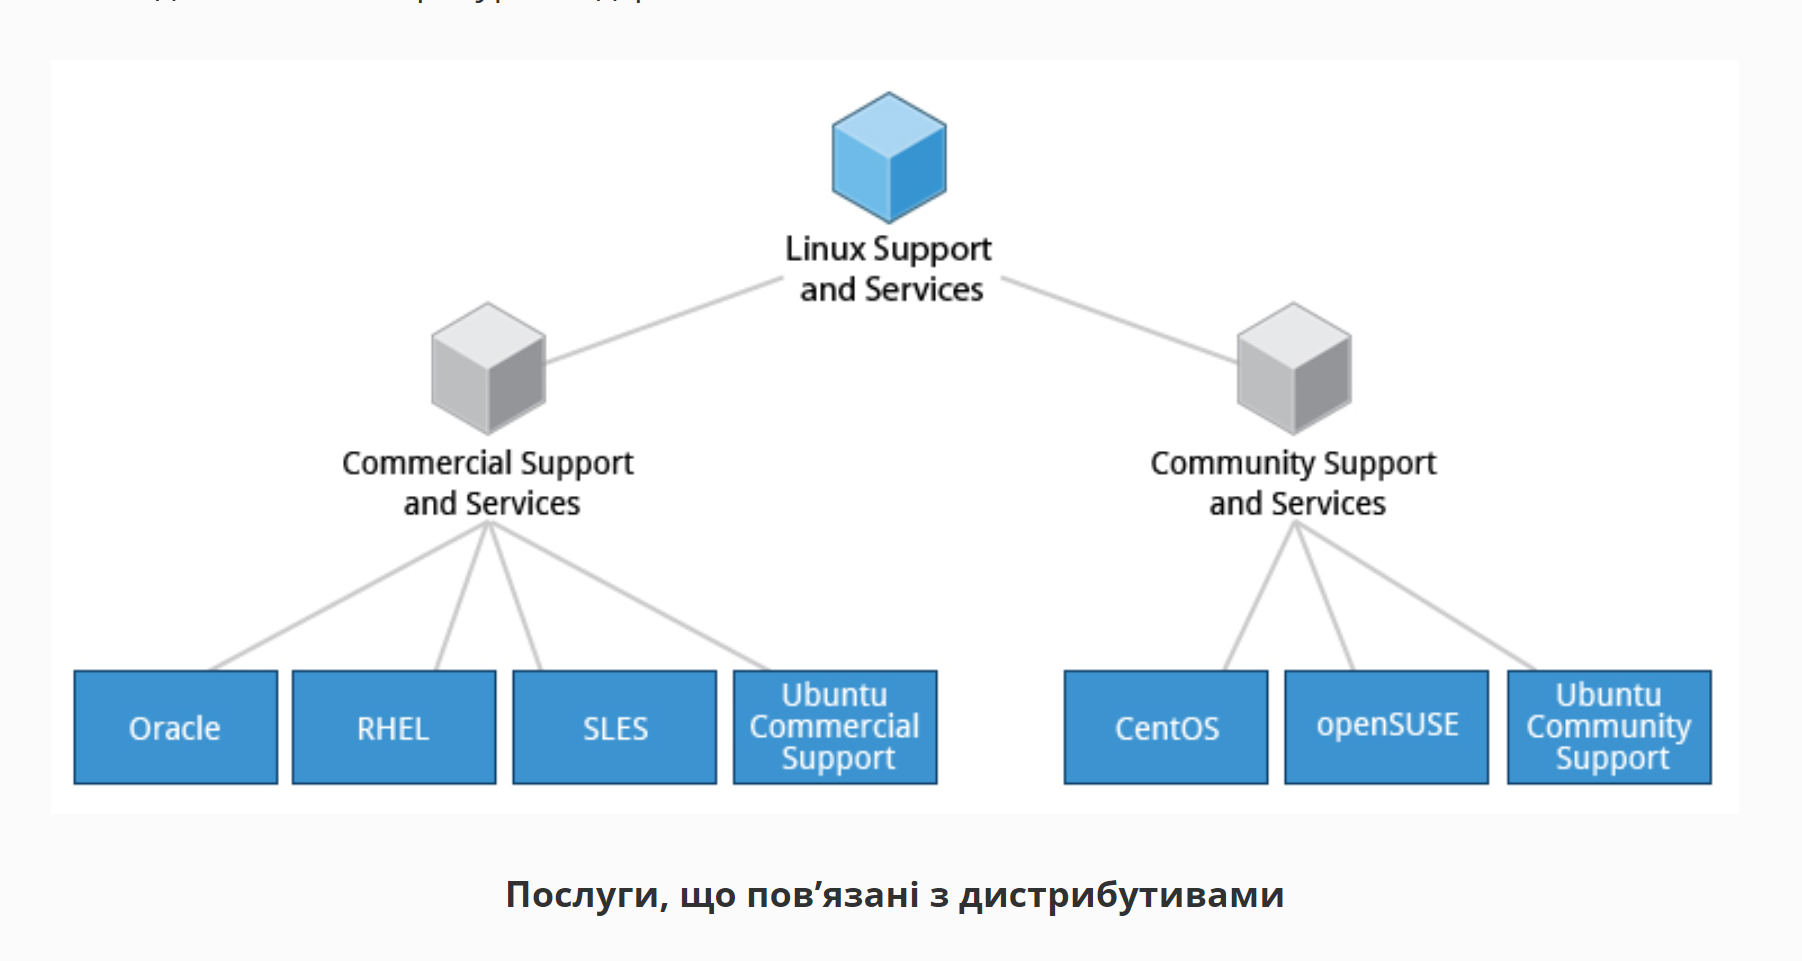 Linux Support
and Services
Commercial Support
and Services
Community Support
and Services
Oracle
RHEL
SLES
Ubuntu
Commercial
Support
CentOS
openSUSE
Ubuntu
Community
Support
Послуги, що пов’язані з дистрибутивами